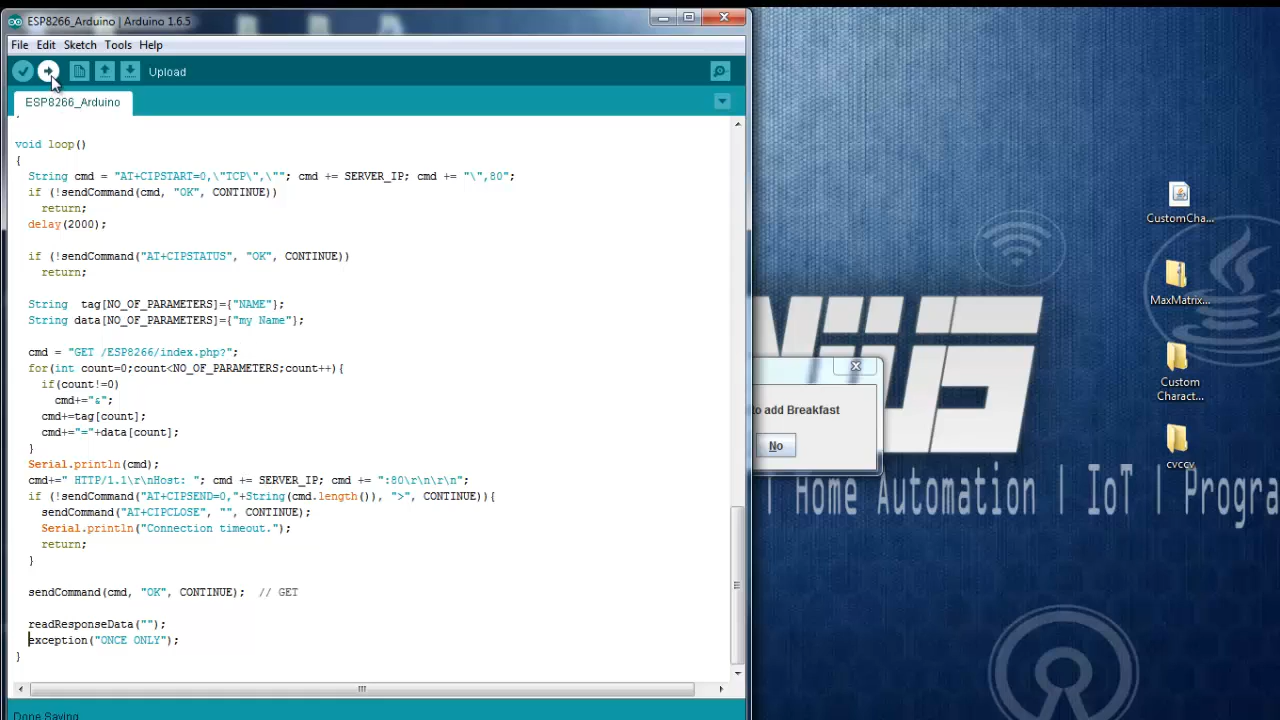 ESP8266_Arduino | Arduino 1.6.5
File Edit Sketch Tools Help
Upload
ESP8266_Arduino
void loop()
{
String cmd = "AT+CIPSTART=0,\"TCP\",\""; cmd += SERVER_IP; cmd += "\",80";
if (!sendCommand(cmd, "OK", CONTINUE))
return;
delay(2000);
if (!sendCommand("AT+CIPSTATUS", "OK", CONTINUE))
return;
String  tag[NO_OF_PARAMETERS]={"NAME"};
String data[NO_OF_PARAMETERS]={"my Name"};
cmd = "GET /ESP8266/index.php?";
for(int count=0;count<NO_OF_PARAMETERS;count++){
if(count!=0)
cmd+="&";
cmd+=tag[count];
cmd+="="+data[count];
}
Serial.println(cmd);
cmd+=" HTTP/1.1\r\nHost: "; cmd += SERVER_IP; cmd += ":80\r\n\r\n";
if (!sendCommand("AT+CIPSEND=0,"+String(cmd.length()), ">", CONTINUE)){
sendCommand("AT+CIPCLOSE", "", CONTINUE);
Serial.println("Connection timeout.");
return;
}
sendCommand(cmd, "OK", CONTINUE);  // GET
readResponseData("");
exception("ONCE ONLY");
}
Done Saving.
to add Breakfast
No
CustomCha...
MaxMatrix...
Custom
Charact...
cvccv
| Home Automation | IoT | Progra